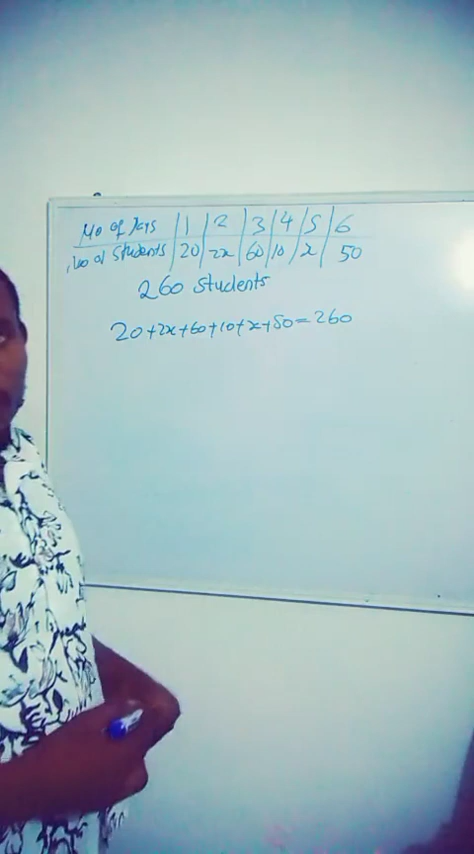 No of Days | 1 | 2 | 3 | 4 | 5 | 6
No of Students | 20 | 2x | 60 | 10 | x | 50
260 Students
20+2x+60+10+x+50=260